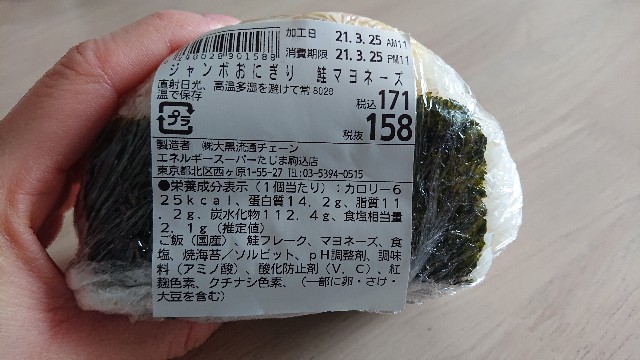 加工日 21.3.25 AM11
消費期限 21.3.25 PM11
ジャンボおにぎり 鮭マヨネーズ
直射日光、高温多湿を避けて常 8029
温で保存
税込 171
プラ
税抜 158
製造者 ㈱大黒流通チェーン
エネルギースーパーたじま駒込店
東京都北区西ヶ原1-55-27 TEL:03-5394-0515
●栄養成分表示(1個当たり):カロリー6
25kcal、蛋白質14.2g、脂質11
.2g、炭水化物112.4g、食塩相当量
2.1g(推定値)
ご飯(国産)、鮭フレーク、マヨネーズ、食
塩、焼海苔/ソルビット、pH調整剤、調味
料(アミノ酸)、酸化防止剤(V.C)、紅
麹色素、クチナシ色素、(一部に卵・さけ・
大豆を含む)